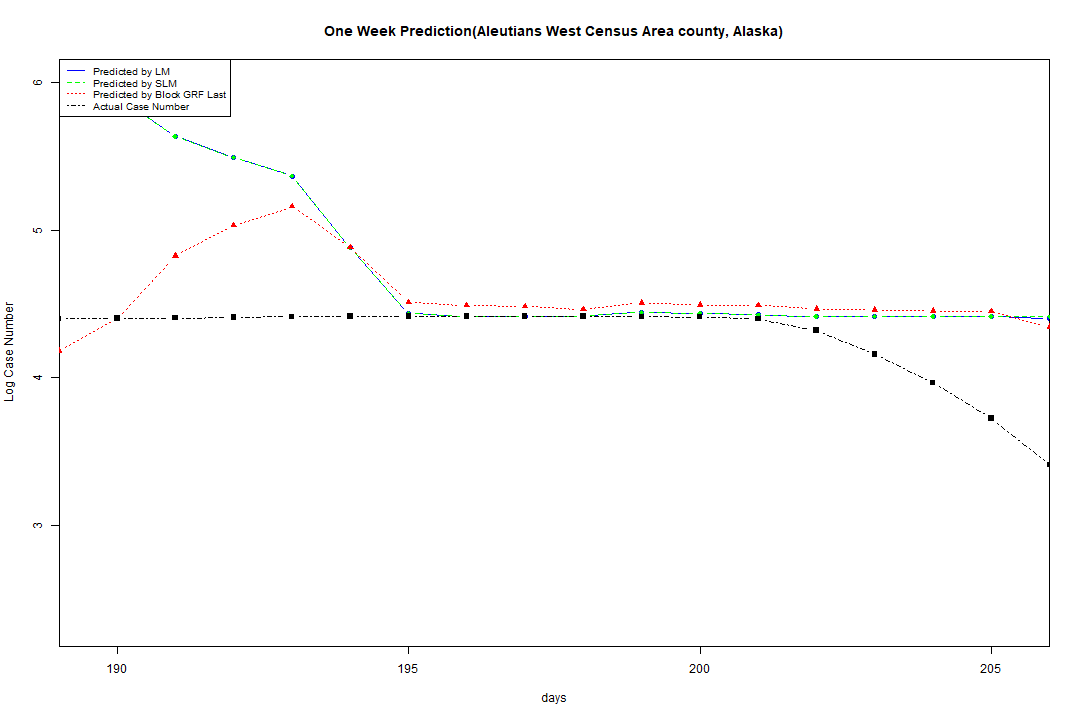 One Week Prediction(Aleutians West Census Area county, Alaska)
Predicted by LM
Predicted by SLM
Predicted by Block GRF Last
Actual Case Number
6
5
4
3
Log Case Number
190 195 200 205
days